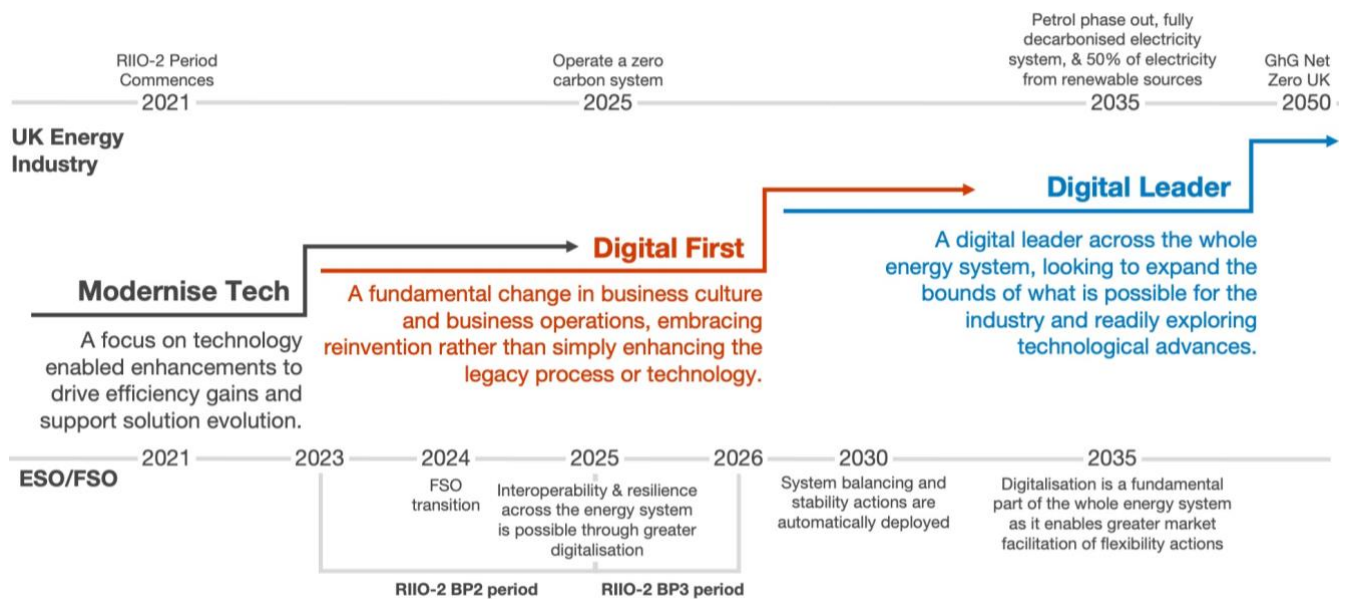 RIIO-2 Period
Commences
2021
Operate a zero
carbon system
2025
Petrol phase out, fully
decarbonised electricity
system, & 50% of electricity
from renewable sources
2035
GhG Net
Zero UK
2050
UK Energy
Industry
Modernise Tech
A focus on technology
enabled enhancements to
drive efficiency gains and
support solution evolution.
Digital First
A fundamental change in business culture
and business operations, embracing
reinvention rather than simply enhancing the
legacy process or technology.
Digital Leader
A digital leader across the whole
energy system, looking to expand the
bounds of what is possible for the
industry and readily exploring
technological advances.
ESO/FSO
2021
2023
2024
FSO
transition
2025
Interoperability & resilience
across the energy system
is possible through greater
digitalisation
2026
2030
System balancing and
stability actions are
automatically deployed
2035
Digitalisation is a fundamental
part of the whole energy system
as it enables greater market
facilitation of flexibility actions
RIIO-2 BP2 period
RIIO-2 BP3 period